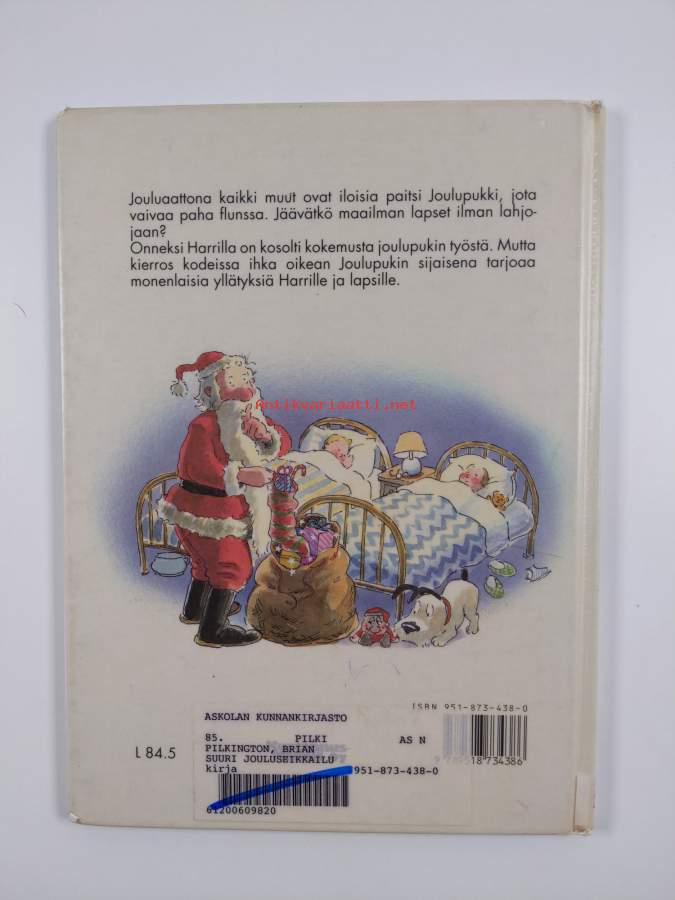 Jouluaattona kaikki muut ovat iloisia paitsi Joulupukki, jota
vaivaa paha flunssa. Jäävätkö maailman lapset ilman lahjo-
jaan?
Onneksi Harrilla on kosolti kokemusta joulupukin työstä. Mutta
kierros kodeissa ihka oikean Joulupukin sijaisena tarjoaa
monenlaisia yllätyksiä Harrille ja lapsille.
Antikvariaatti.net
ISBN 951-873-438-0
ASKOLAN KUNNANKIRJASTO
85. PILKI AS N
PILKINGTON, BRIAN
SUURI JOULUSEIKKAILU
kirja 951-873-438-0
L 84.5
9 789518 734386
61200609820